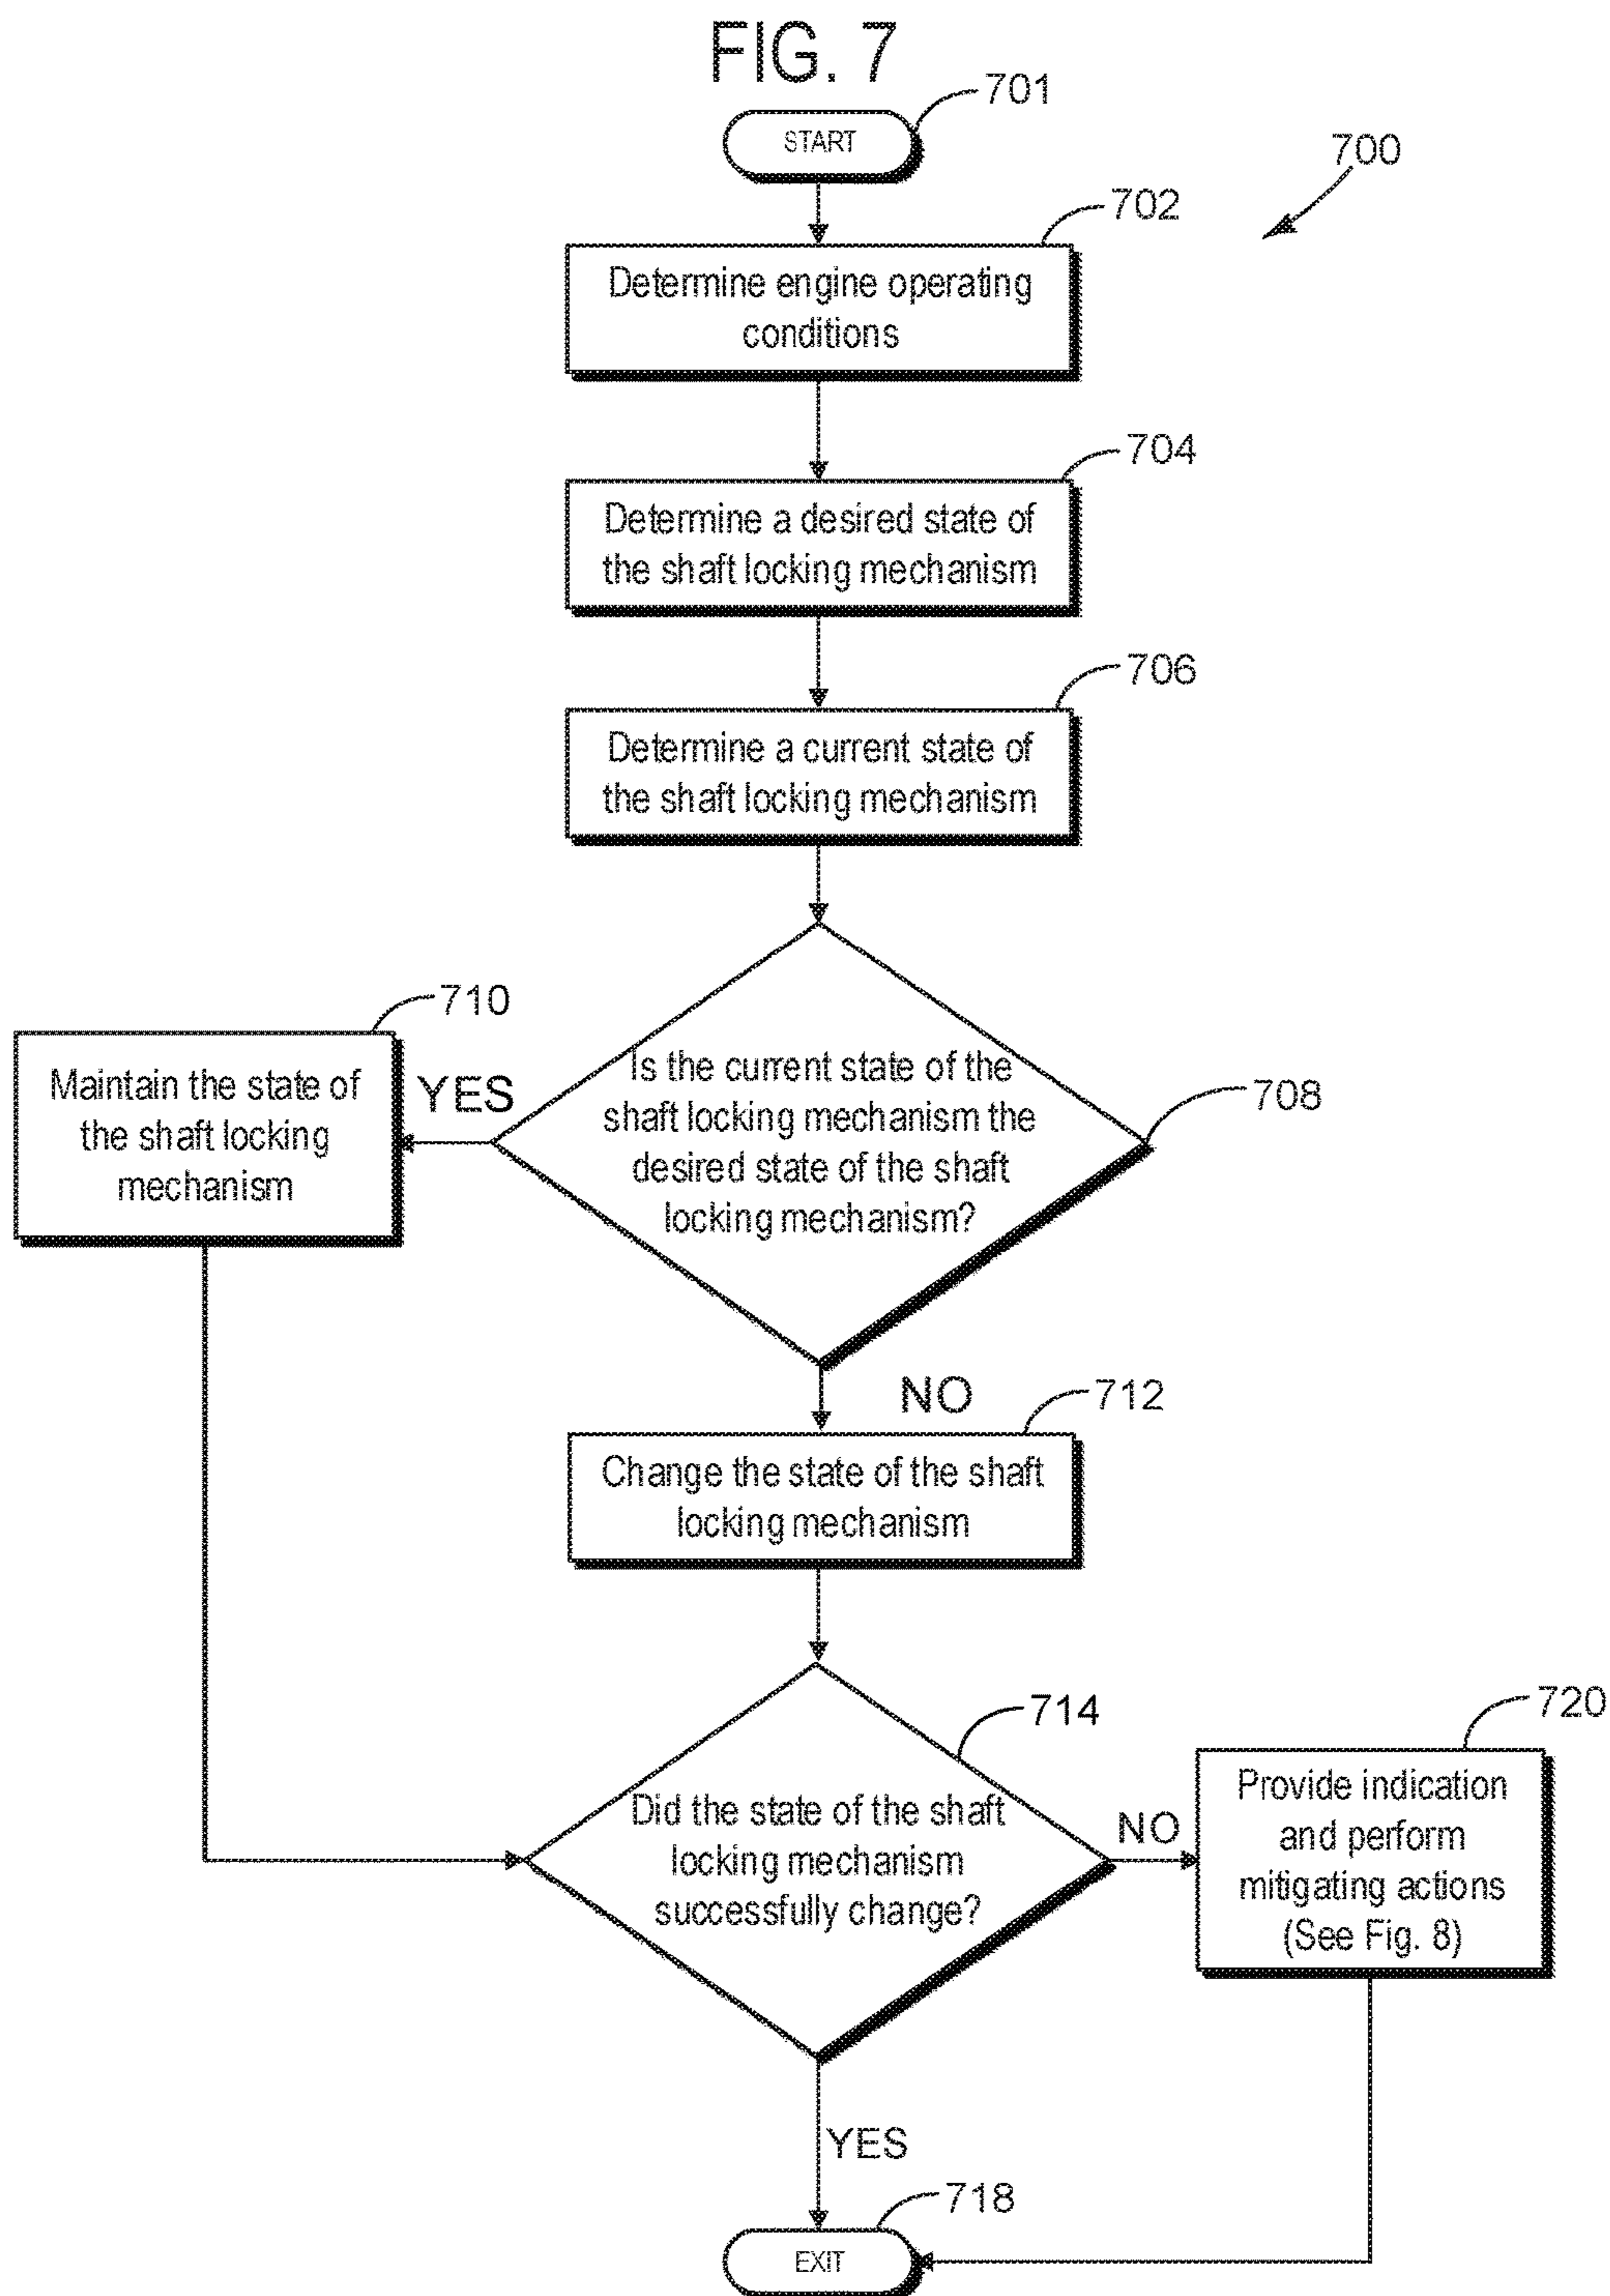 FIG. 7
701
START
700
702
Determine engine operating
conditions
704
Determine a desired state of
the shaft locking mechanism
706
Determine a current state of
the shaft locking mechanism
710
Maintain the state of
the shaft locking
mechanism
YES
Is the current state of the
shaft locking mechanism the
desired state of the shaft
locking mechanism?
708
NO
712
Change the state of the shaft
locking mechanism
714
Did the state of the shaft
locking mechanism
successfully change?
NO
720
Provide indication
and perform
mitigating actions
(See Fig. 8)
YES
718
EXIT